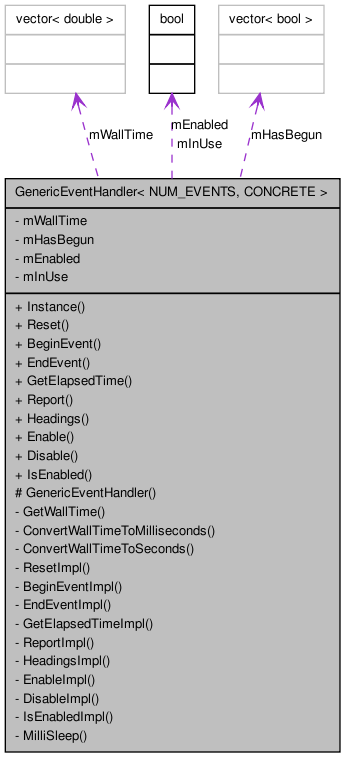 vector< double >
bool
vector< bool >
mWallTime
mEnabled
mInUse
mHasBegun
GenericEventHandler< NUM_EVENTS, CONCRETE >
- mWallTime
- mHasBegun
- mEnabled
- mInUse
+ Instance()
+ Reset()
+ BeginEvent()
+ EndEvent()
+ GetElapsedTime()
+ Report()
+ Headings()
+ Enable()
+ Disable()
+ IsEnabled()
# GenericEventHandler()
- GetWallTime()
- ConvertWallTimeToMilliseconds()
- ConvertWallTimeToSeconds()
- ResetImpl()
- BeginEventImpl()
- EndEventImpl()
- GetElapsedTimeImpl()
- ReportImpl()
- HeadingsImpl()
- EnableImpl()
- DisableImpl()
- IsEnabledImpl()
- MilliSleep()